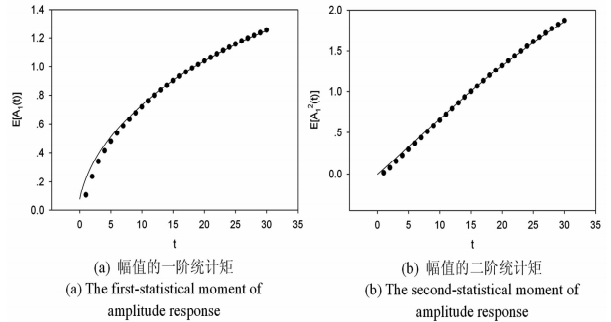 1.4
1.2
1.0
.8
.6
.4
.2
0.0
E[A₁(t)]
0 5 10 15 20 25 30 35
t
(a) 幅值的一阶统计矩
(a) The first-statistical moment of
amplitude response
2.0
1.5
1.0
.5
0.0
E[A₁²(t)]
0 5 10 15 20 25 30 35
t
(b) 幅值的二阶统计矩
(b) The second-statistical moment of
amplitude response